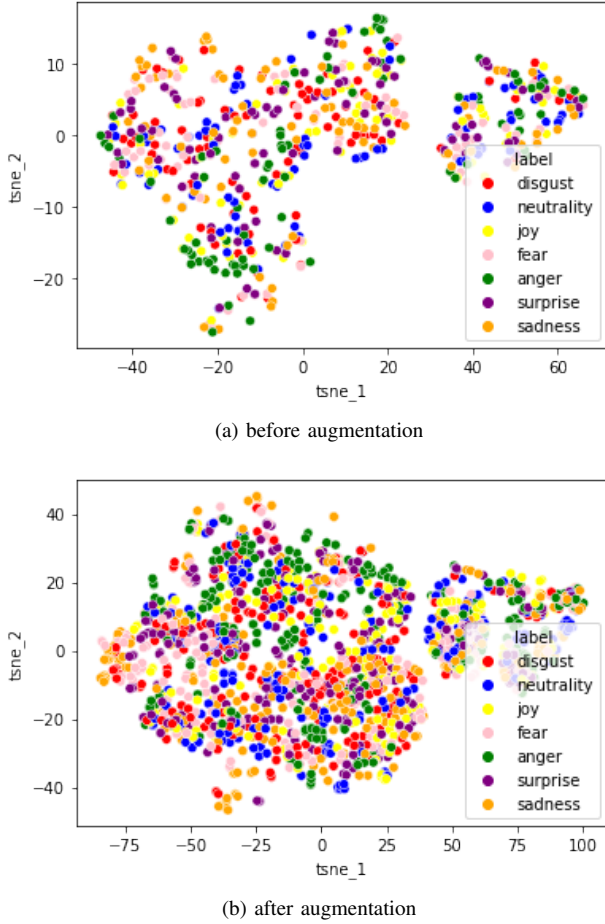 10
0
−10
−20
tsne_2
−40
−20
0
20
40
60
tsne_1
label
disgust
neutrality
joy
fear
anger
surprise
sadness
(a) before augmentation
40
20
0
−20
−40
tsne_2
−75
−50
−25
0
25
50
75
100
tsne_1
label
disgust
neutrality
joy
fear
anger
surprise
sadness
(b) after augmentation